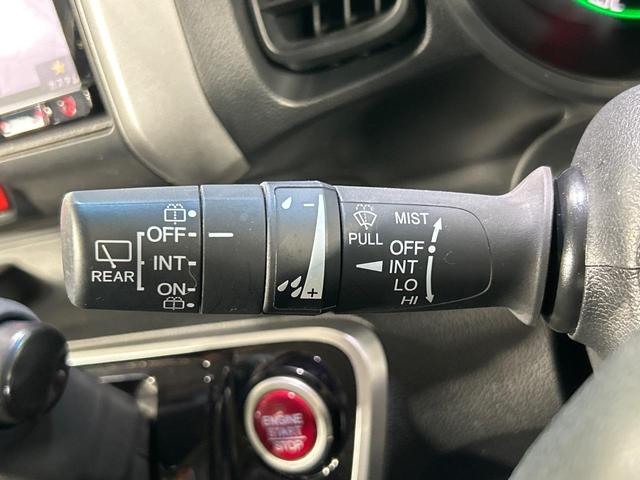 MIST
OFF
INT
LO
HI
PULL
−
+
OFF
INT
ON
REAR
ENGINE
START
STOP